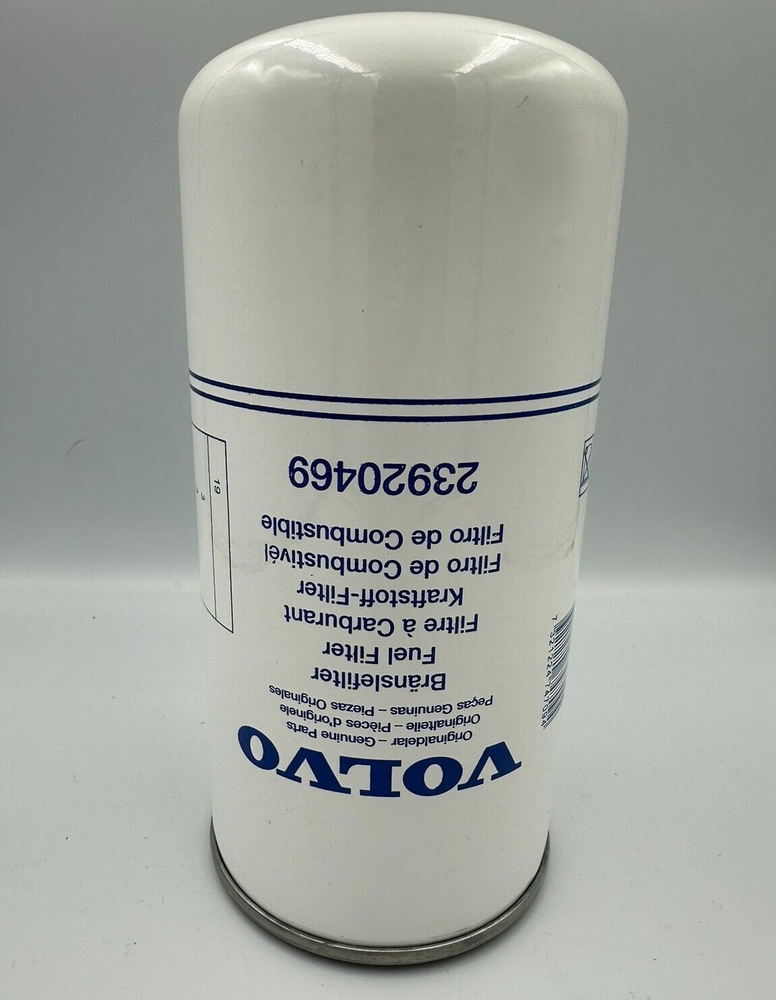 VOLVO
Originaldelar – Genuine Parts
Originalteile – Pièces d'origine
Peças Genuinas – Piezas Originales
Bränslefilter
Fuel Filter
Filtre à Carburant
Kraftstoff-Filter
Filtro de Combustivél
Filtro de Combustible
23920469
19